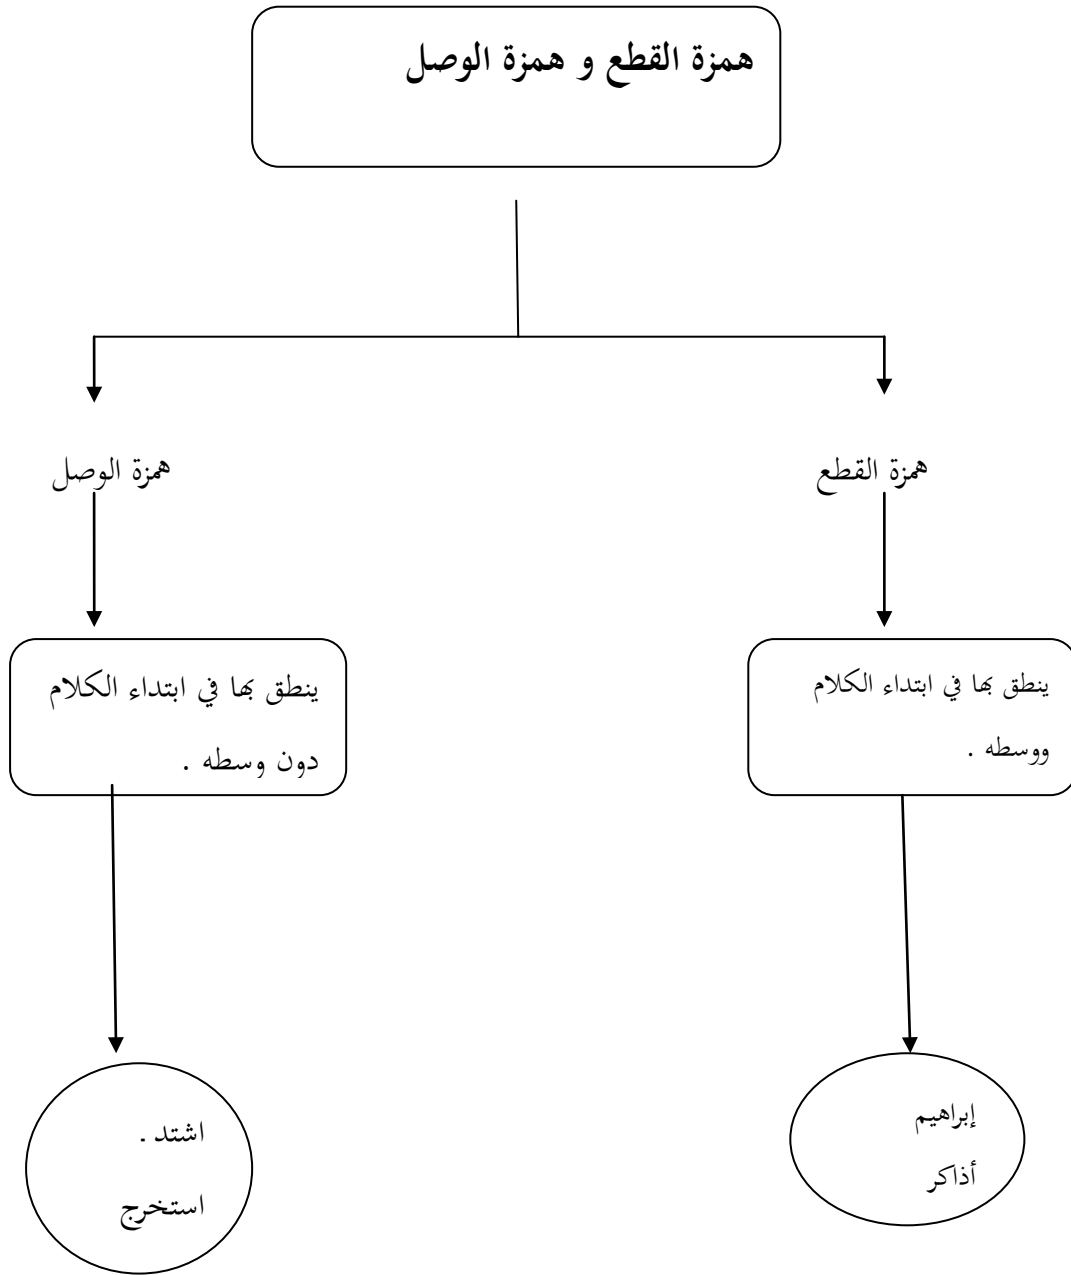 همزة القطع و همزة الوصل
همزة القطع
همزة الوصل
ينطق بها في ابتداء الكلام
ووسطه .
ينطق بها في ابتداء الكلام
دون وسطه .
إبراهيم
أذاكر
اشتد .
استخرج